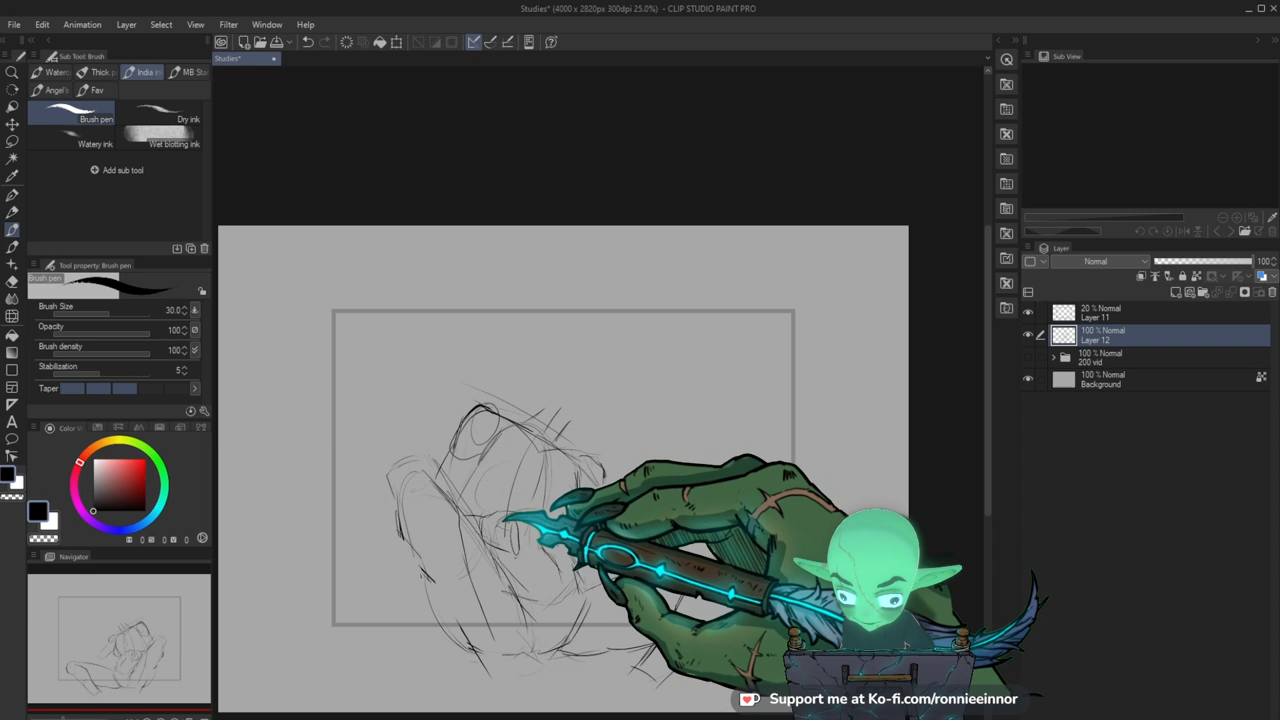 Studies* (4000 x 2820px 300dpi 25.0%) - CLIP STUDIO PAINT PRO
File Edit Animation Layer Select View Filter Window Help
Sub Tool: Brush
Studies*
Sub View
Thick p
India in
MB Sta
Angel's
Fav
Brush pen
Dry ink
Watery ink
Wet blotting ink
Add sub tool
Tool property: Brush pen
Brush pen
Brush Size 30.0
Opacity 100
Brush density 100
Stabilization 5
Taper
Layer
Normal 100
20 % Normal
Layer 11
100 % Normal
Layer 12
100 % Normal
200 vid
100 % Normal
Background
Navigator
Support me at Ko-fi.com/ronnieeinnor